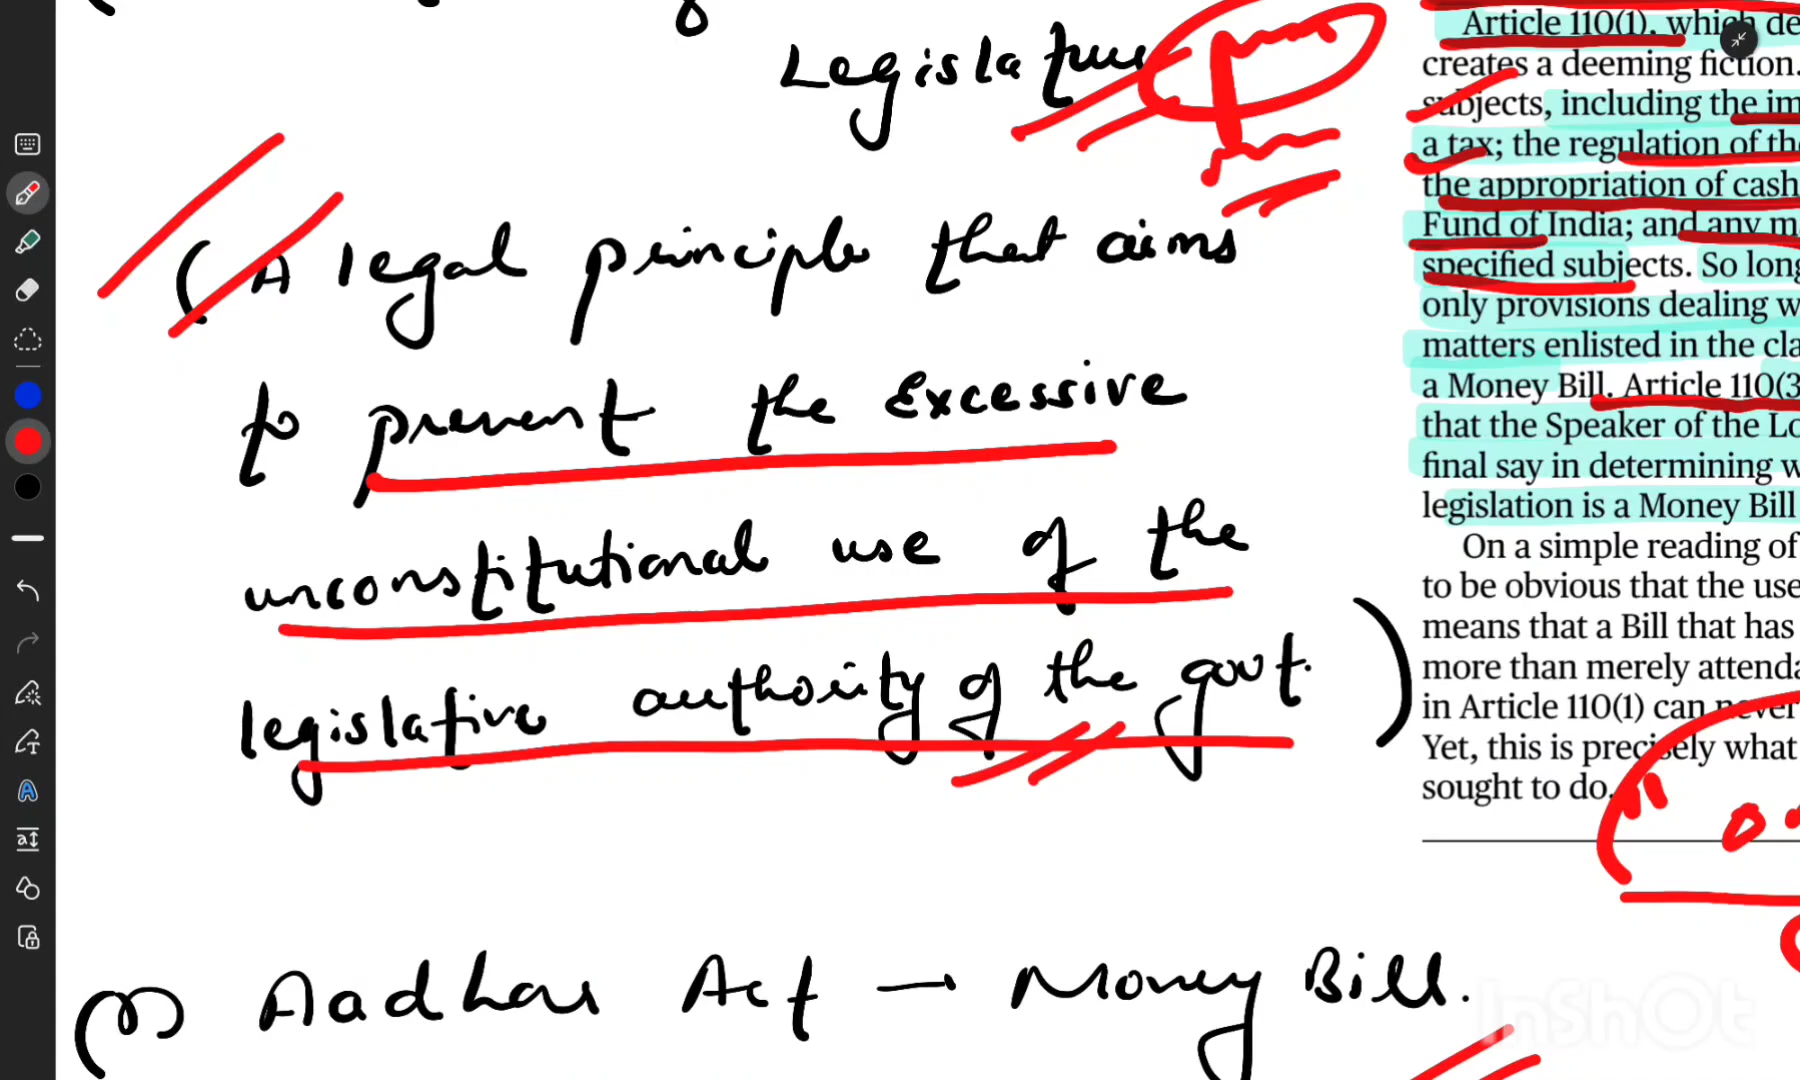 Legislature
(A legal principle that aims
to prevent the Excessive
unconstitutional use of the
legislative authority of the govt.)
Aadhar Act → Money Bill.
Article 110(1), which de
creates a deeming fiction.
subjects, including the im
a tax; the regulation of the
the appropriation of cash
Fund of India; and any m
specified subjects. So long
only provisions dealing w
matters enlisted in the cla
a Money Bill. Article 110(3
that the Speaker of the Lo
final say in determining w
legislation is a Money Bill
On a simple reading of
to be obvious that the use
means that a Bill that has
more than merely attenda
in Article 110(1) can never
Yet, this is precisely what
sought to do.
InShOt